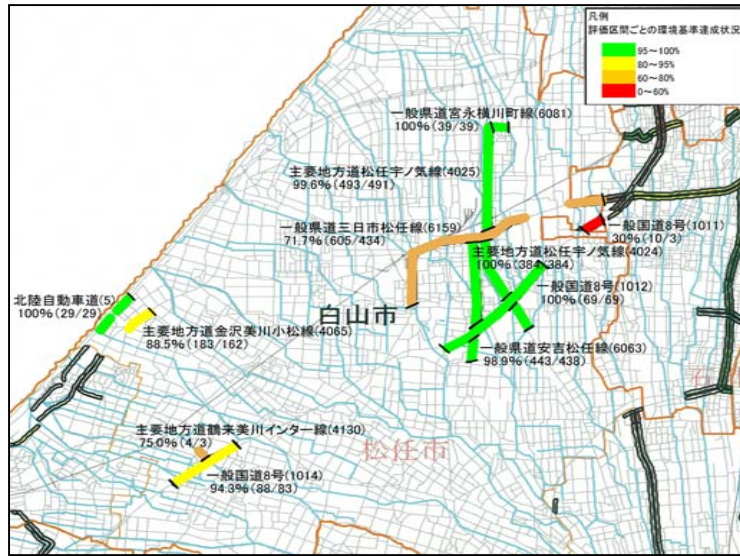 凡例
評価区間ごとの環境基準達成状況
95～100%
80～95%
60～80%
0～60%
一般県道宮永横川町線(6081)
100%(39/39)
主要地方道松任宇ノ気線(4025)
99.6%(493/491)
一般県道三日市松任線(6159)
71.7%(605/434)
一般国道8号(1011)
30%(10/3)
主要地方道松任宇ノ気線(4024)
100%(384/384)
一般国道8号(1012)
100%(69/69)
北陸自動車道(5)
100%(29/29)
白山市
主要地方道金沢美川小松線(4065)
88.5%(183/162)
一般県道安吉松任線(6063)
98.9%(443/438)
主要地方道鶴来美川インター線(4130)
75.0%(4/3)
松任市
一般国道8号(1014)
94.3%(88/83)